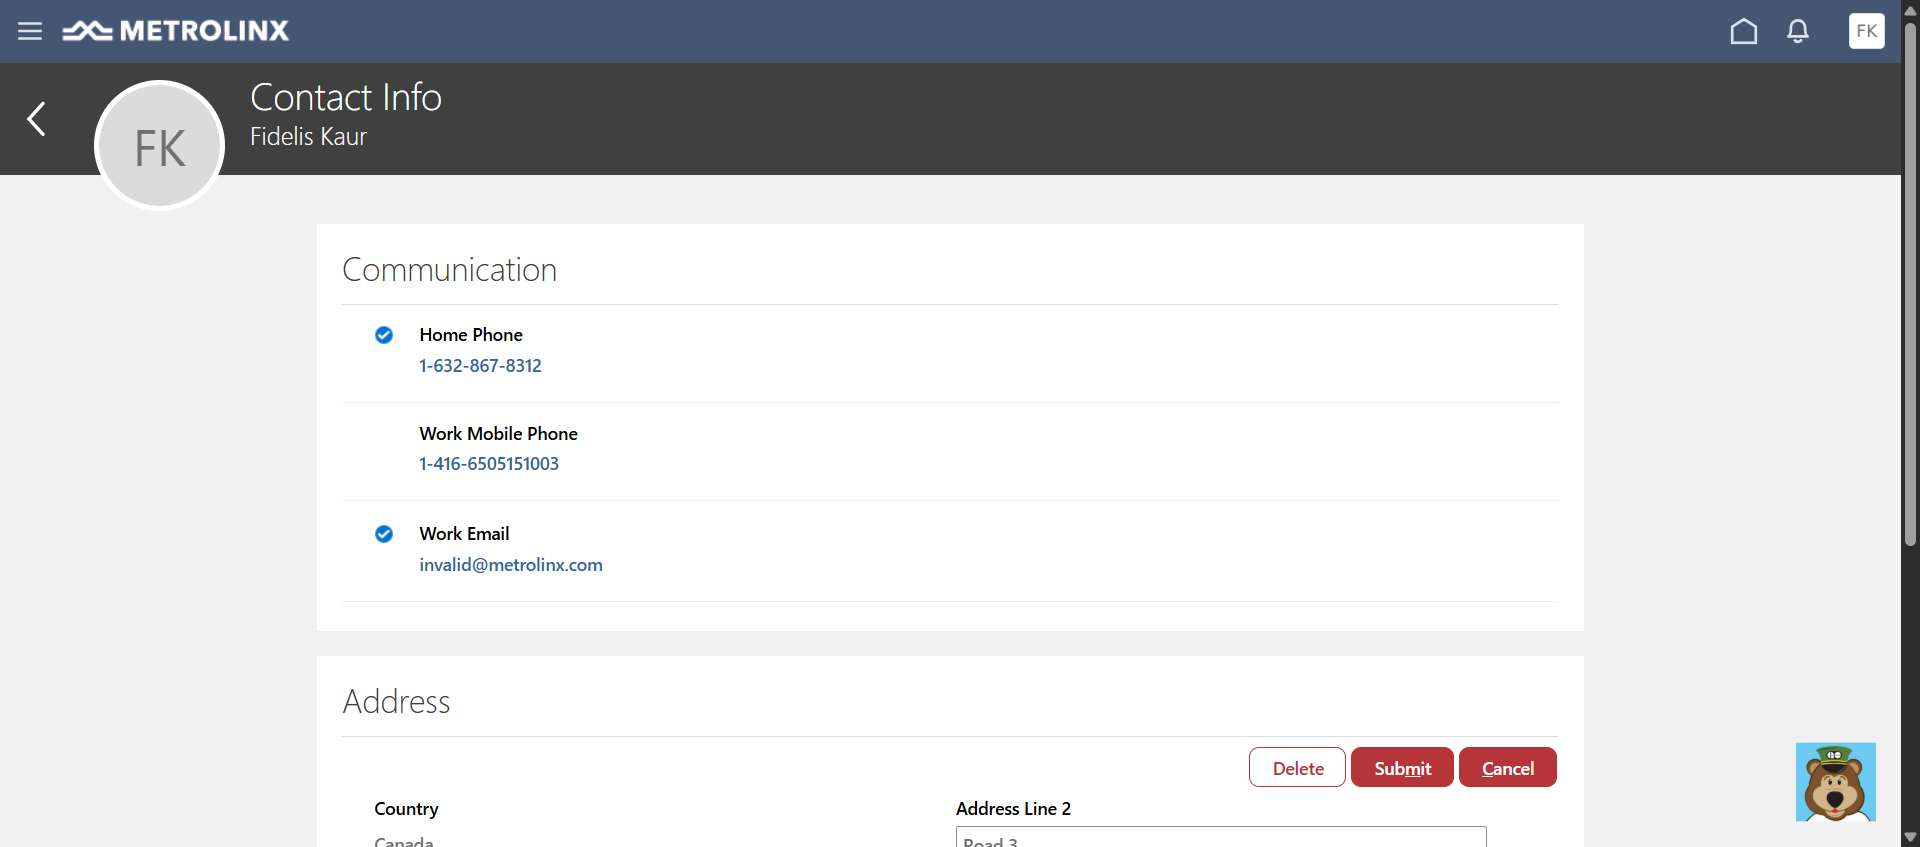 METROLINX
FK
Contact Info
Fidelis Kaur
FK
Communication
Home Phone
1-632-867-8312
Work Mobile Phone
1-416-6505151003
Work Email
invalid@metrolinx.com
Address
Delete Submit Cancel
Country Address Line 2
Canada Road 3